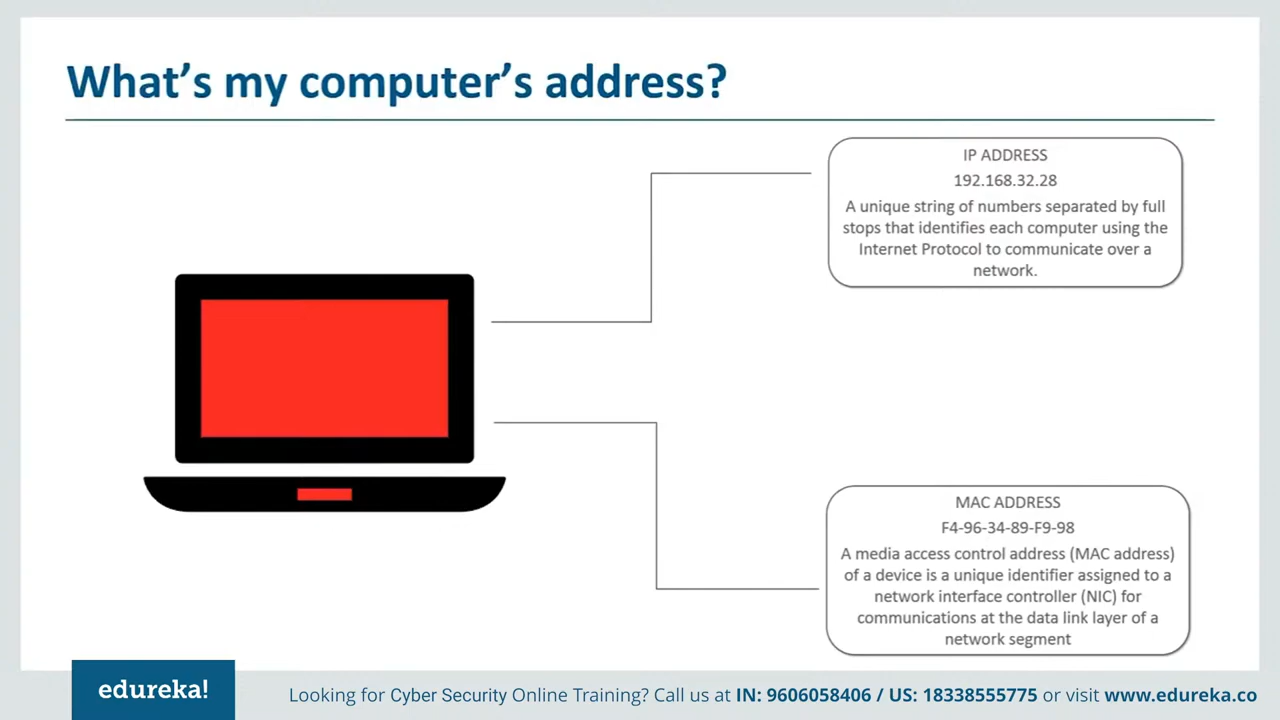 What's my computer's address?
IP ADDRESS
192.168.32.28
A unique string of numbers separated by full
stops that identifies each computer using the
Internet Protocol to communicate over a
network.
MAC ADDRESS
F4-96-34-89-F9-98
A media access control address (MAC address)
of a device is a unique identifier assigned to a
network interface controller (NIC) for
communications at the data link layer of a
network segment
edureka!
Looking for Cyber Security Online Training? Call us at IN: 9606058406 / US: 18338555775 or visit www.edureka.co